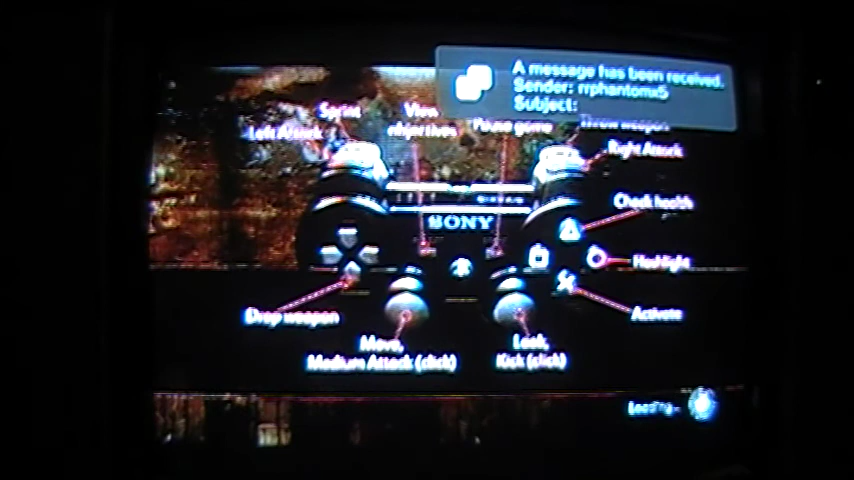 A message has been received.
Sender: rrphantomx5
Subject:
Sprint
View
objectives
Pause game
Throw weapon
Left Attack
Right Attack
SONY
Check health
Flashlight
Drop weapon
Activate
Move,
Medium Attack (click)
Look,
Kick (click)
Loading